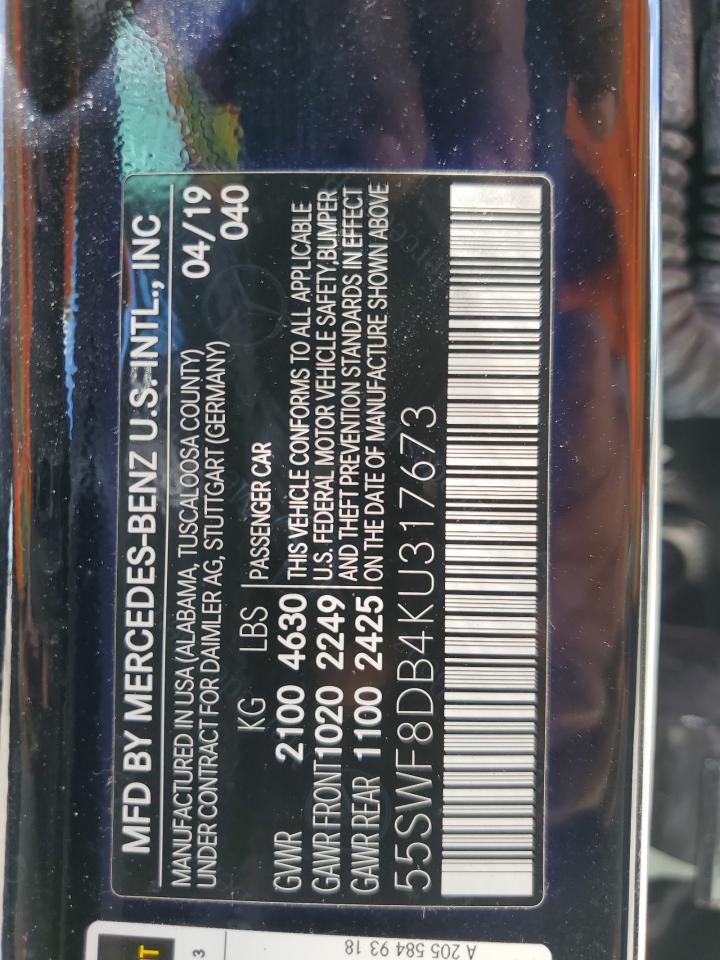 MFD BY MERCEDES-BENZ U.S. INTL., INC
MANUFACTURED IN USA (ALABAMA, TUSCALOOSA COUNTY) 04/19
UNDER CONTRACT FOR DAIMLER AG, STUTTGART (GERMANY) 040
KG LBS PASSENGER CAR
GVWR 2100 4630 THIS VEHICLE CONFORMS TO ALL APPLICABLE
GAWR FRONT 1020 2249 U.S. FEDERAL MOTOR VEHICLE SAFETY,BUMPER
GAWR REAR 1100 2425 AND THEFT PREVENTION STANDARDS IN EFFECT
ON THE DATE OF MANUFACTURE SHOWN ABOVE
55SWF8DB4KU317673
A 205 584 93 18
3